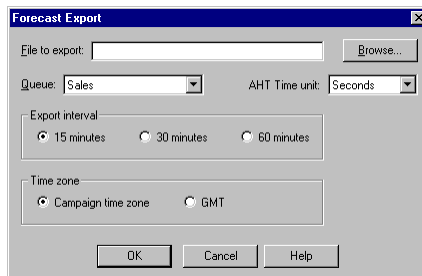 Forecast Export
File to export: Browse...
Queue: Sales AHT Time unit: Seconds
Export interval
15 minutes 30 minutes 60 minutes
Time zone
Campaign time zone GMT
OK Cancel Help